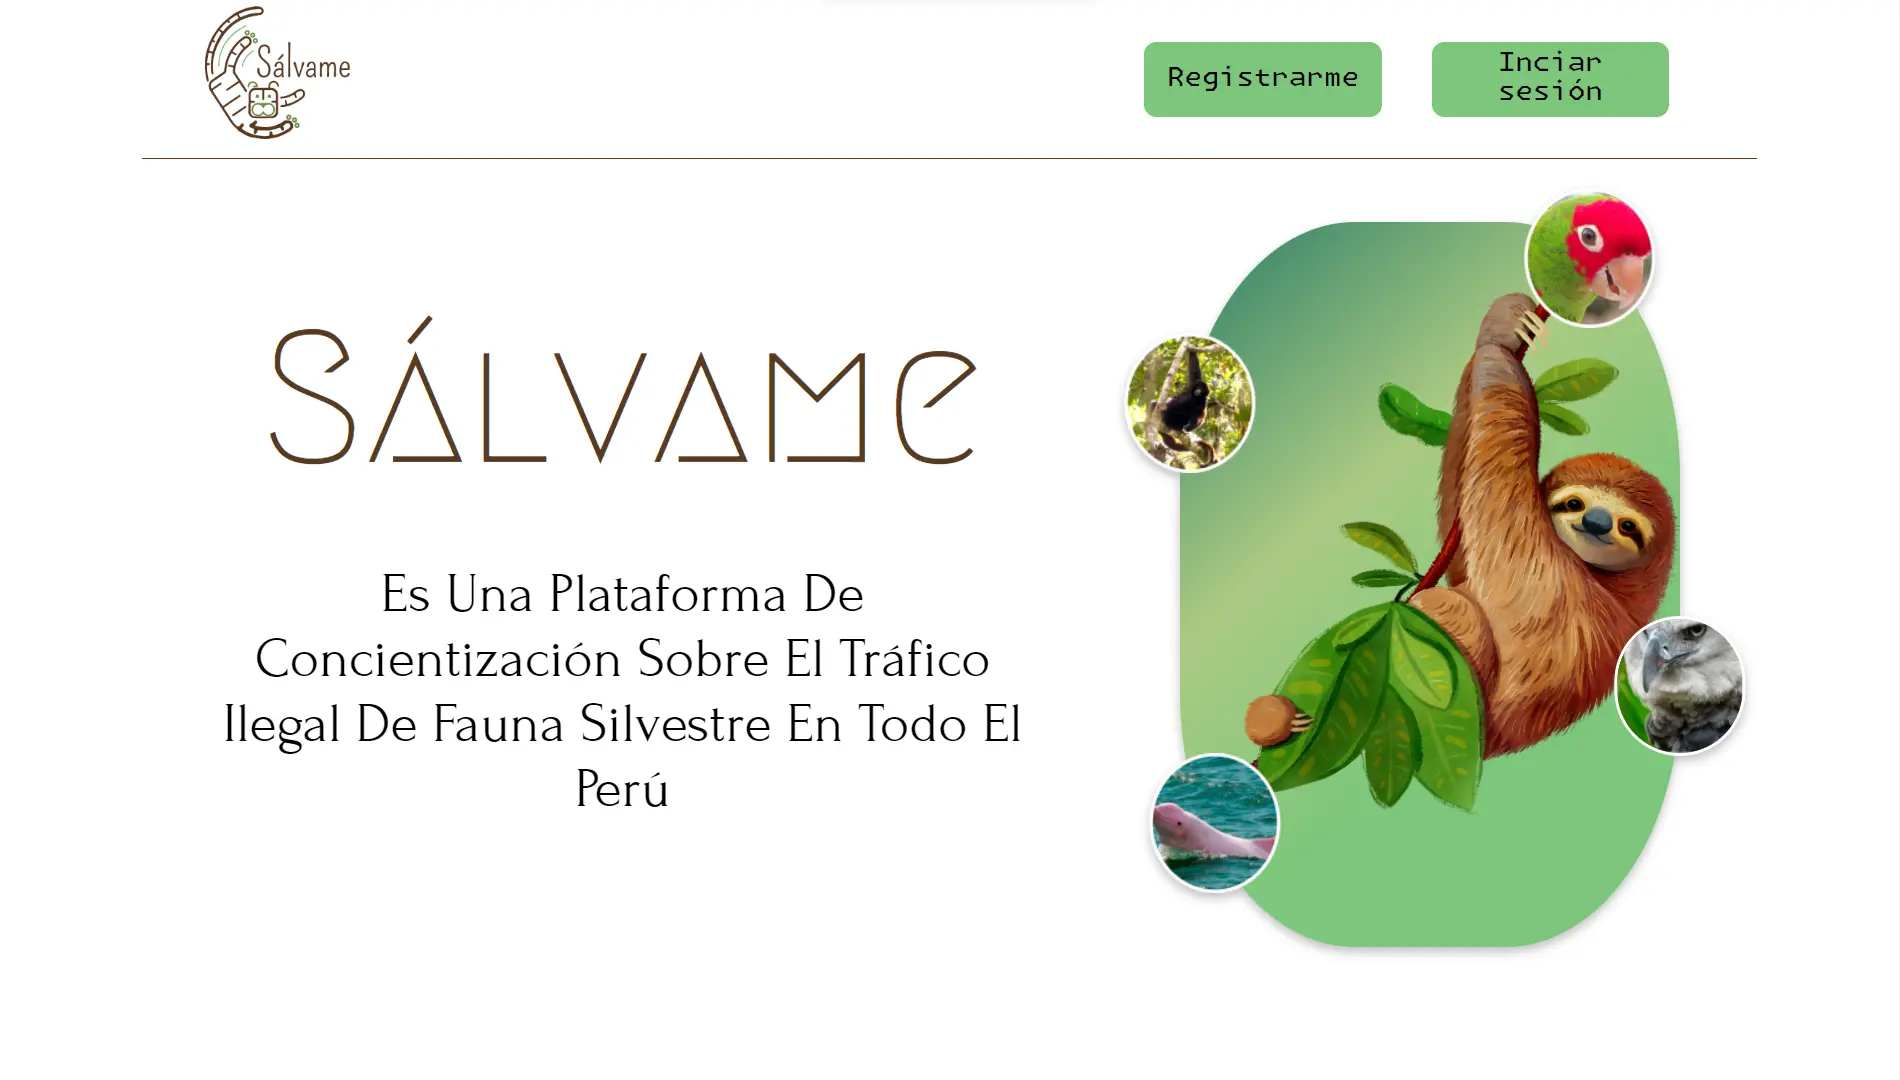 Sálvame
Registrarme
Inciar
sesión
SÁLVAME
Es Una Plataforma De
Concientización Sobre El Tráfico
Ilegal De Fauna Silvestre En Todo El
Perú